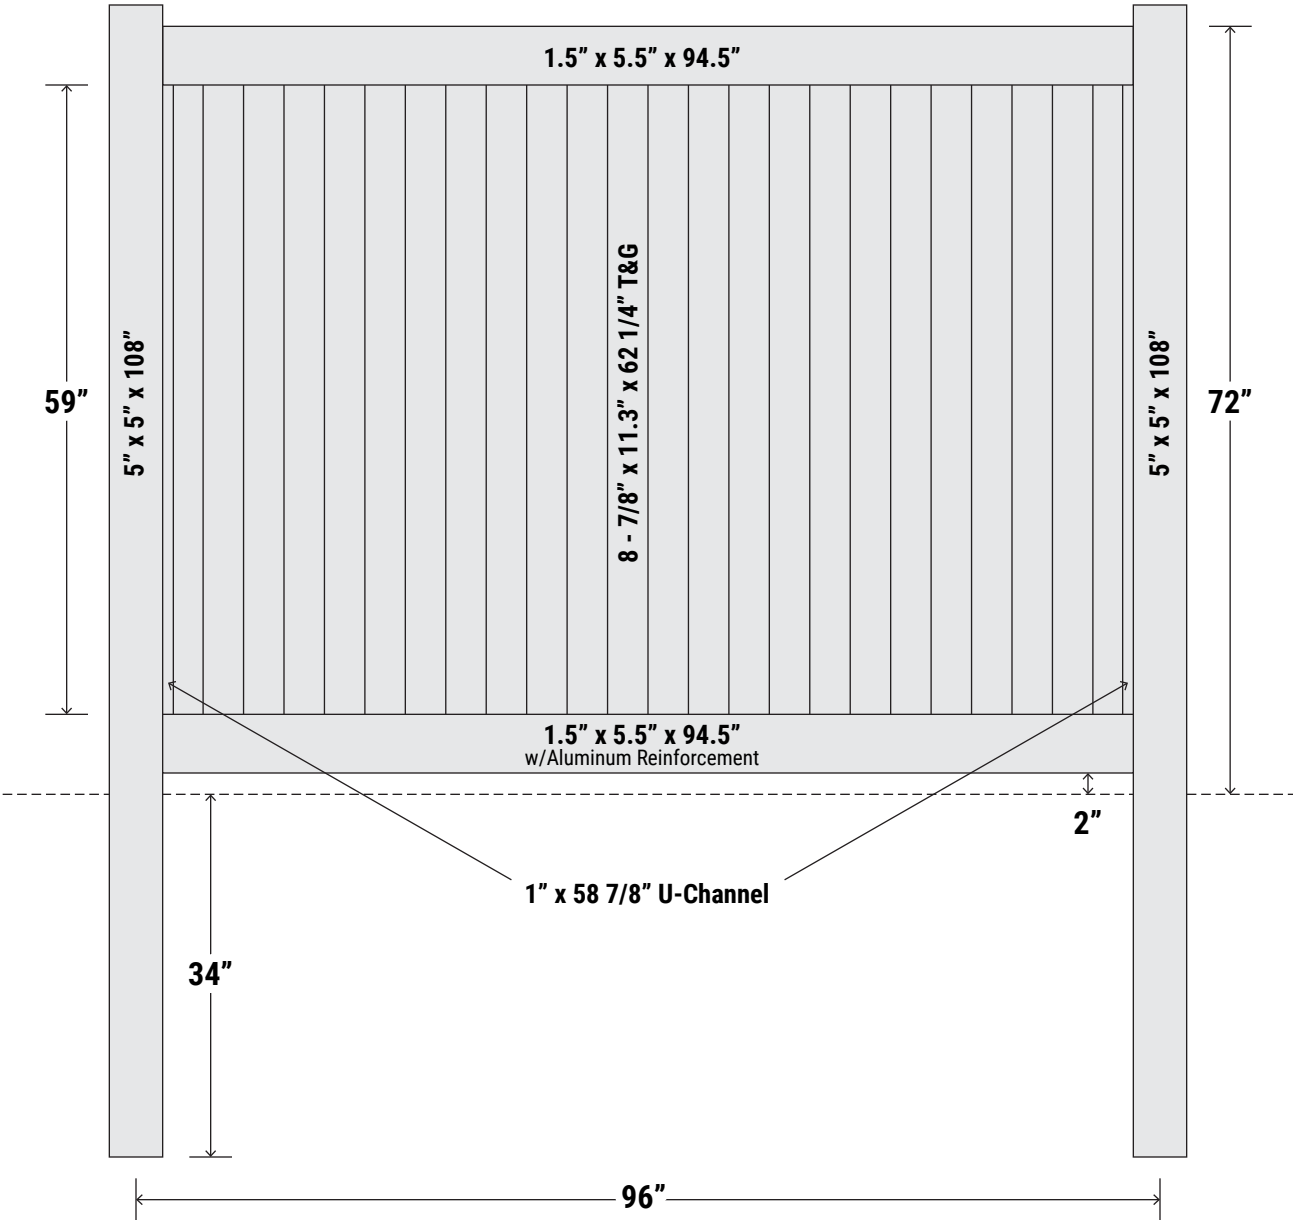 1.5” x 5.5” x 94.5”
59”
5” x 5” x 108”
8 - 7/8” x 11.3” x 62 1/4” T&G
5” x 5” x 108”
72”
1.5” x 5.5” x 94.5”
w/Aluminum Reinforcement
2”
1” x 58 7/8” U-Channel
34”
96”